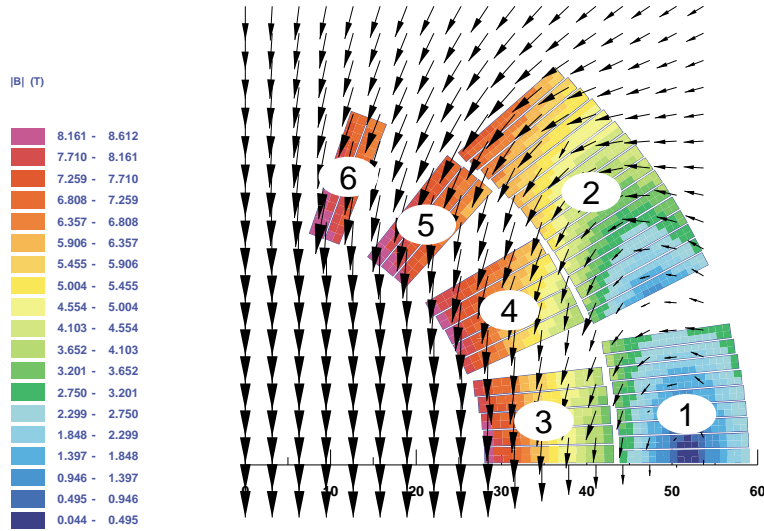 |B| (T)
8.161 - 8.612
7.710 - 8.161
7.259 - 7.710
6.808 - 7.259
6.357 - 6.808
5.906 - 6.357
5.455 - 5.906
5.004 - 5.455
4.554 - 5.004
4.103 - 4.554
3.652 - 4.103
3.201 - 3.652
2.750 - 3.201
2.299 - 2.750
1.848 - 2.299
1.397 - 1.848
0.946 - 1.397
0.495 - 0.946
0.044 - 0.495
6
2
5
4
3
1
0 10 20 30 40 50 60